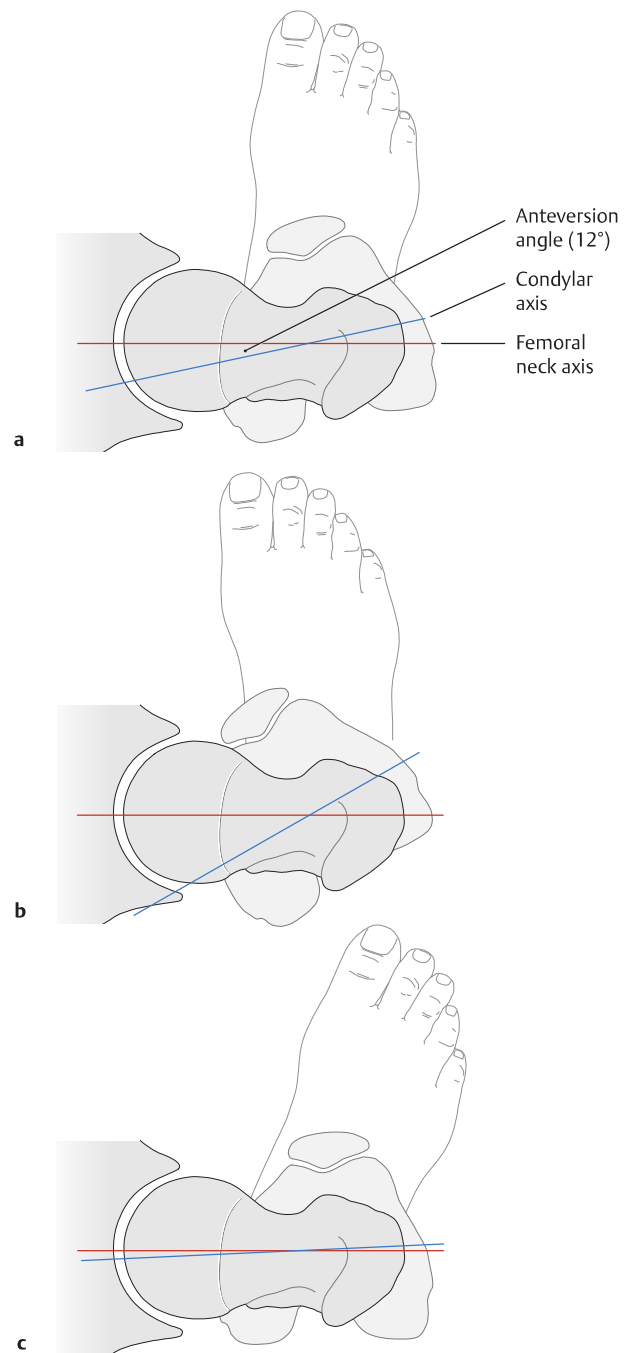 Anteversion
angle (12°)
Condylar
axis
Femoral
neck axis
a
b
c